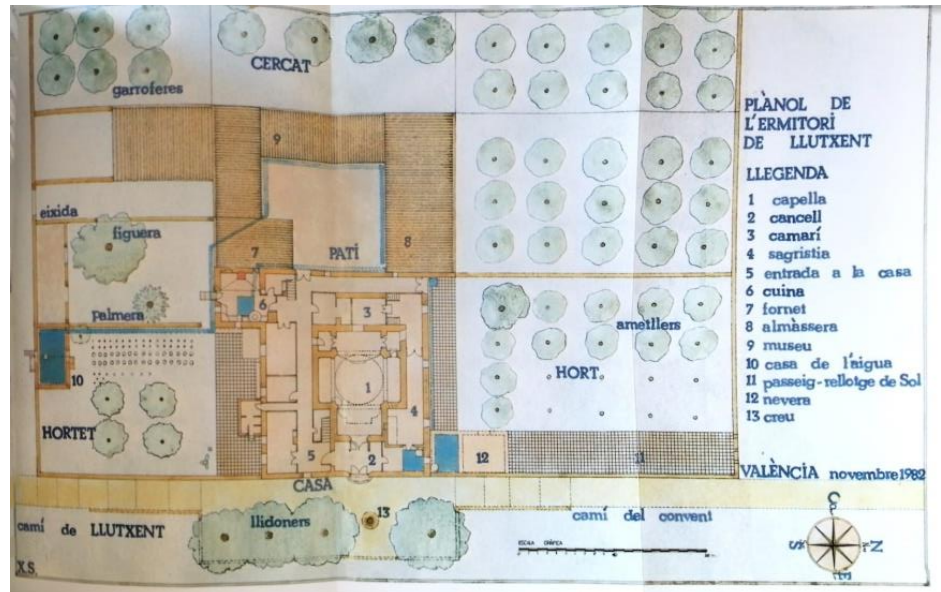 CERCAT
garroferes
PLÀNOL DE
L'ERMITORI
DE LLUTXENT
LLEGENDA
1 capella
2 cancell
3 camarí
4 sagristia
5 entrada a la casa
6 cuina
7 fornet
8 almàssera
9 museu
10 casa de l'aigua
11 passeig-rellotge de Sol
12 nevera
13 creu
9
eixida
figuera
7
PATI
8
palmera
6
3
ametllers
10
1
HORT
HORTET
4
5
2
12
11
CASA
VALÈNCIA novembre 1982
camí de LLUTXENT
llidoners
13
camí del convent
ESCALA GRÀFICA
N
X.S.